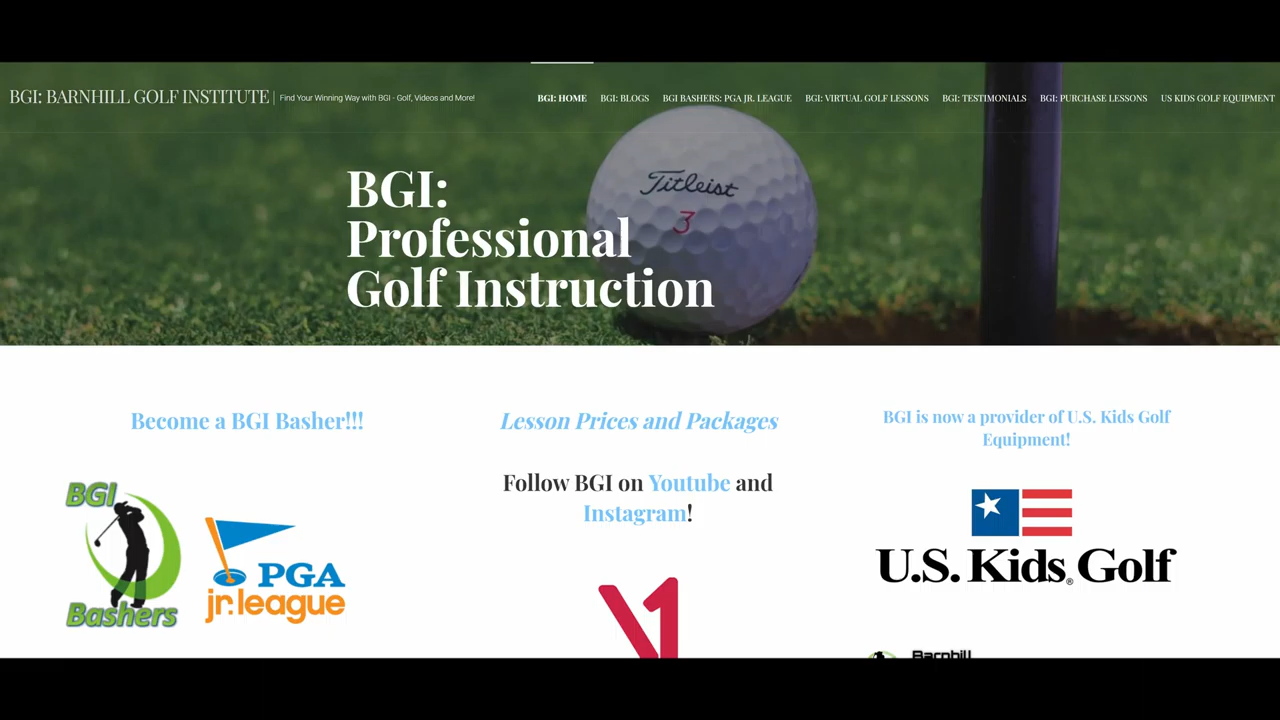 BGI: BARNHILL GOLF INSTITUTE | Find Your Winning Way with BGI - Golf, Videos and More!
BGI: HOME BGI: BLOGS BGI BASHERS: PGA JR. LEAGUE BGI: VIRTUAL GOLF LESSONS BGI: TESTIMONIALS BGI: PURCHASE LESSONS US KIDS GOLF EQUIPMENT
Titleist
3
BGI:
Professional
Golf Instruction
Become a BGI Basher!!!
BGI
Bashers
PGA
jr. league
Lesson Prices and Packages
Follow BGI on Youtube and
Instagram!
V1
BGI is now a provider of U.S. Kids Golf
Equipment!
U.S. Kids® Golf
Barnhill